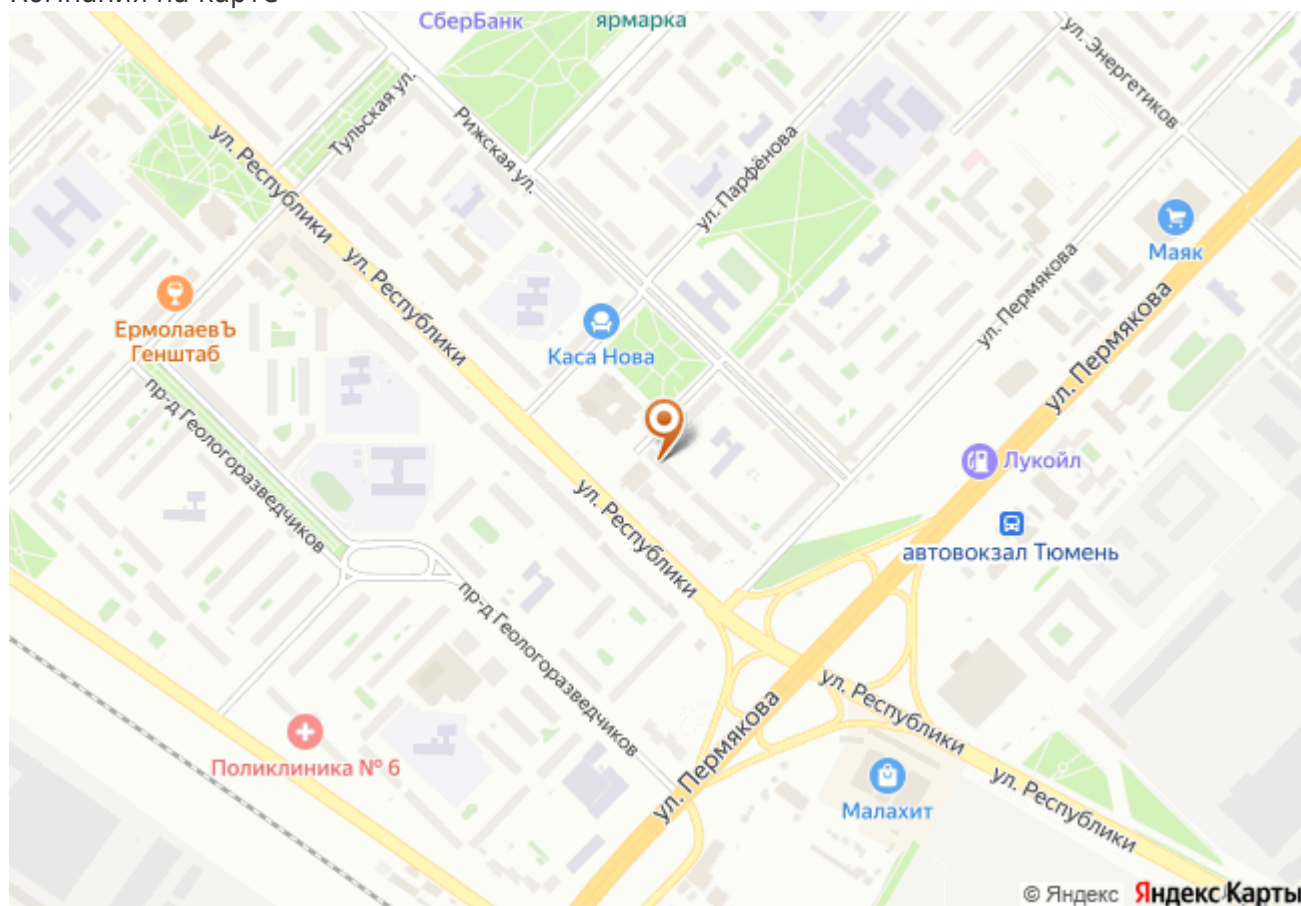 Компания на карте
СберБанк
ярмарка
ул. Энергетиков
Тульская ул.
Рижская ул.
ул. Республики
ул. Парфёнова
Маяк
ул. Республики
ул. Пермякова
ул. Пермякова
ЕрмолаевЪ
Генштаб
Каса Нова
пр-д Геологоразведчиков
Лукойл
ул. Республики
автовокзал Тюмень
пр-д Геологоразведчиков
ул. Республики
ул. Пермякова
Поликлиника № 6
Малахит
ул. Республики
© Яндекс Яндекс Карты